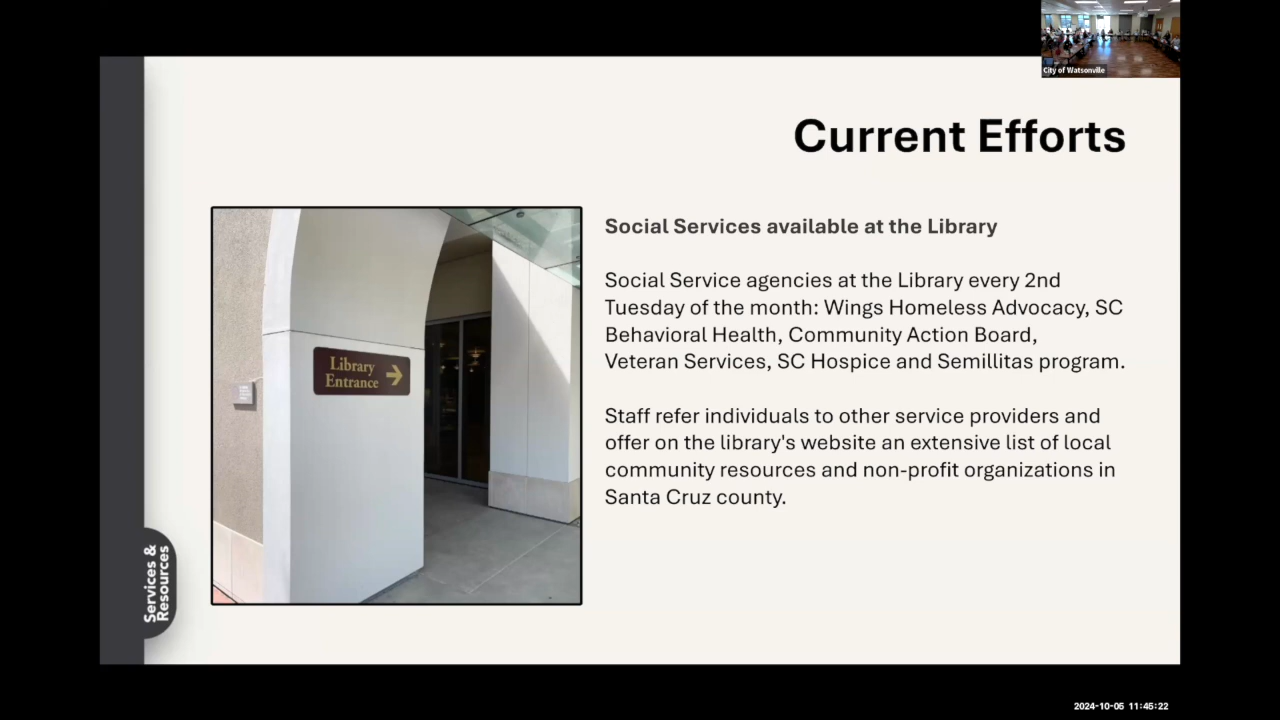 City of Watsonville
Current Efforts
Library
Entrance
Social Services available at the Library
Social Service agencies at the Library every 2nd
Tuesday of the month: Wings Homeless Advocacy, SC
Behavioral Health, Community Action Board,
Veteran Services, SC Hospice and Semillitas program.
Staff refer individuals to other service providers and
offer on the library's website an extensive list of local
community resources and non-profit organizations in
Santa Cruz county.
Services &
Resources
2024-10-05 11:45:22